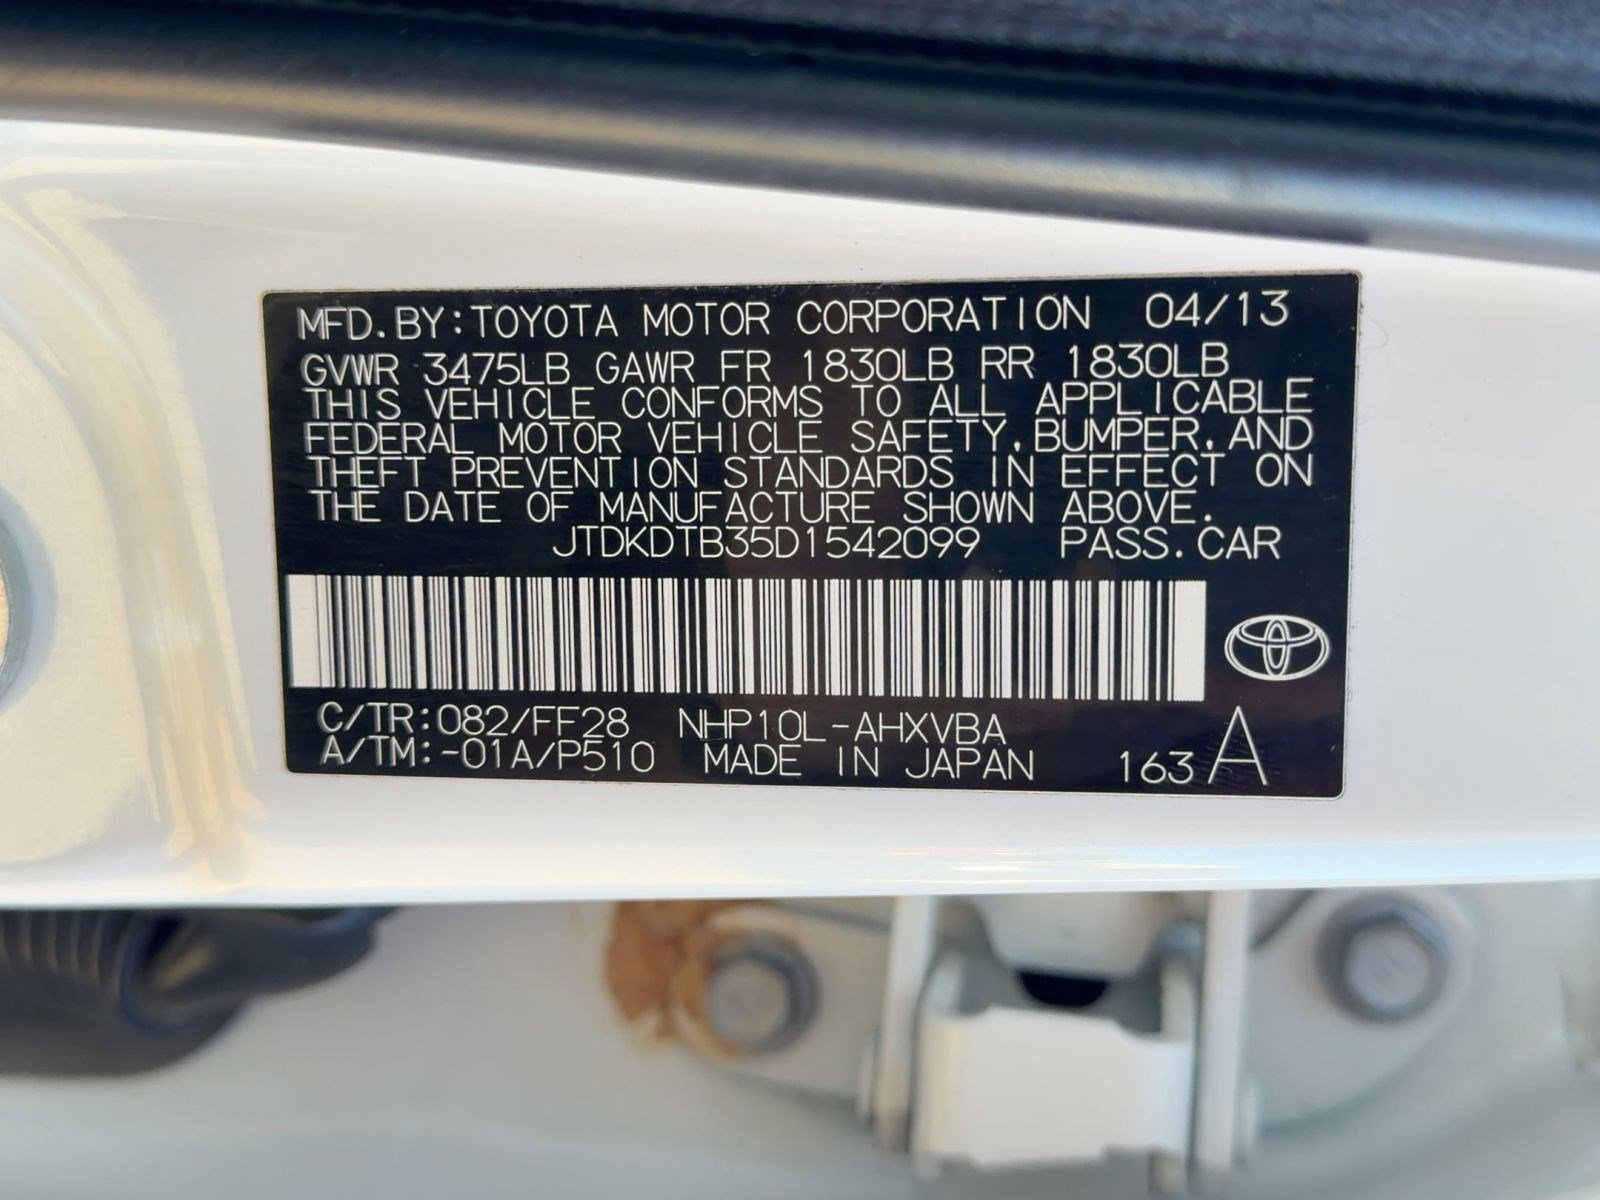 MFD.BY:TOYOTA MOTOR CORPORATION 04/13
GVWR 3475LB GAWR FR 1830LB RR 1830LB
THIS VEHICLE CONFORMS TO ALL APPLICABLE
FEDERAL MOTOR VEHICLE SAFETY,BUMPER,AND
THEFT PREVENTION STANDARDS IN EFFECT ON
THE DATE OF MANUFACTURE SHOWN ABOVE.
JTDKDTB35D1542099 PASS.CAR
C/TR:082/FF28 NHP10L-AHXVBA
A/TM:-01A/P510 MADE IN JAPAN 163 A